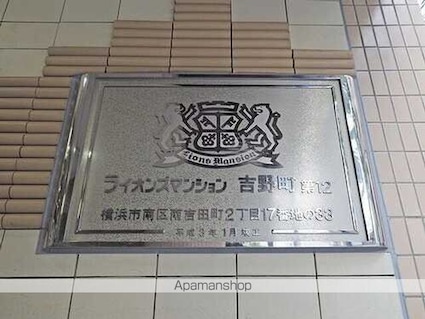 Lions Mansion
ライオンズマンション 吉野町 第12
横浜市南区南吉田町2丁目17番地の38
平成3年1月竣工
Apamanshop